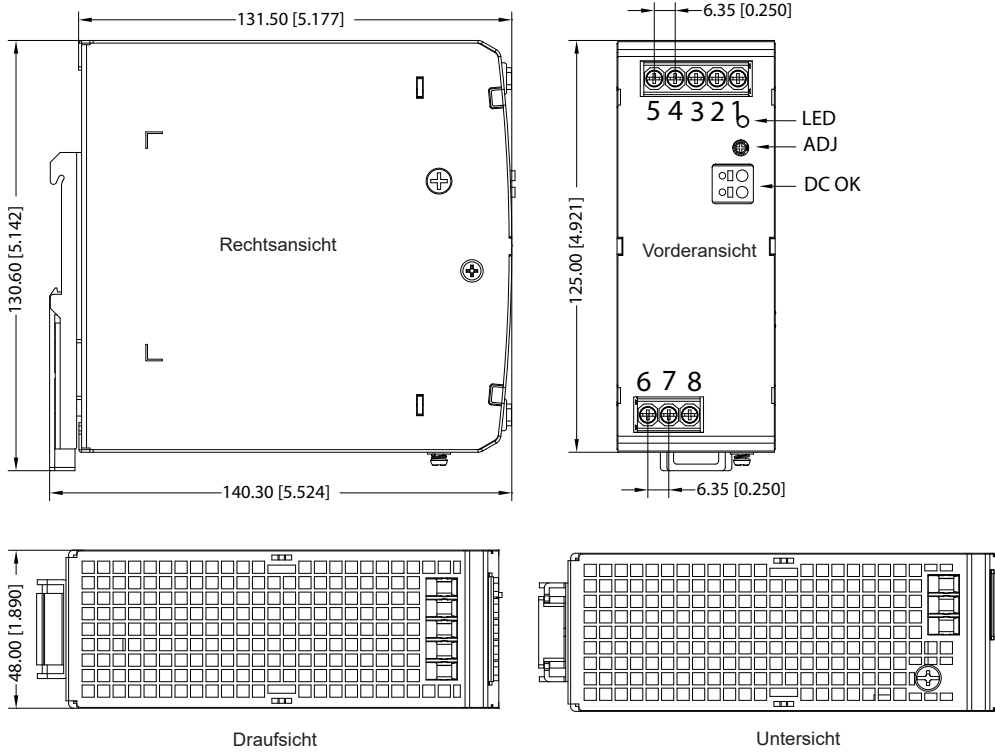 131.50 [5.177]
6.35 [0.250]
5 4 3 2 1
LED
ADJ
DC OK
130.60 [5.142]
Rechtsansicht
125.00 [4.921]
Vorderansicht
6 7 8
140.30 [5.524]
6.35 [0.250]
48.00 [1.890]
Draufsicht
Untersicht